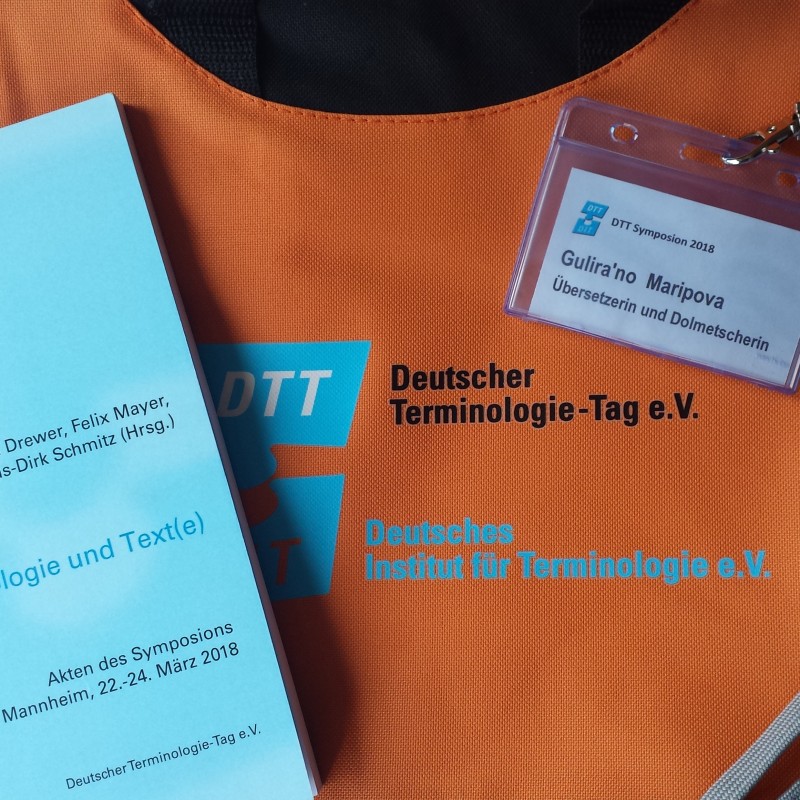 DTT
DIT
DTT Symposion 2018
Gulira'no Maripova
Übersetzerin und Dolmetscherin
DTT
Deutscher
Terminologie-Tag e.V.
Deutsches
Institut für Terminologie e.V.
Drewer, Felix Mayer,
s-Dirk Schmitz (Hrsg.)
logie und Text(e)
Akten des Symposions
Mannheim, 22.-24. März 2018
Deutscher Terminologie-Tag e.V.